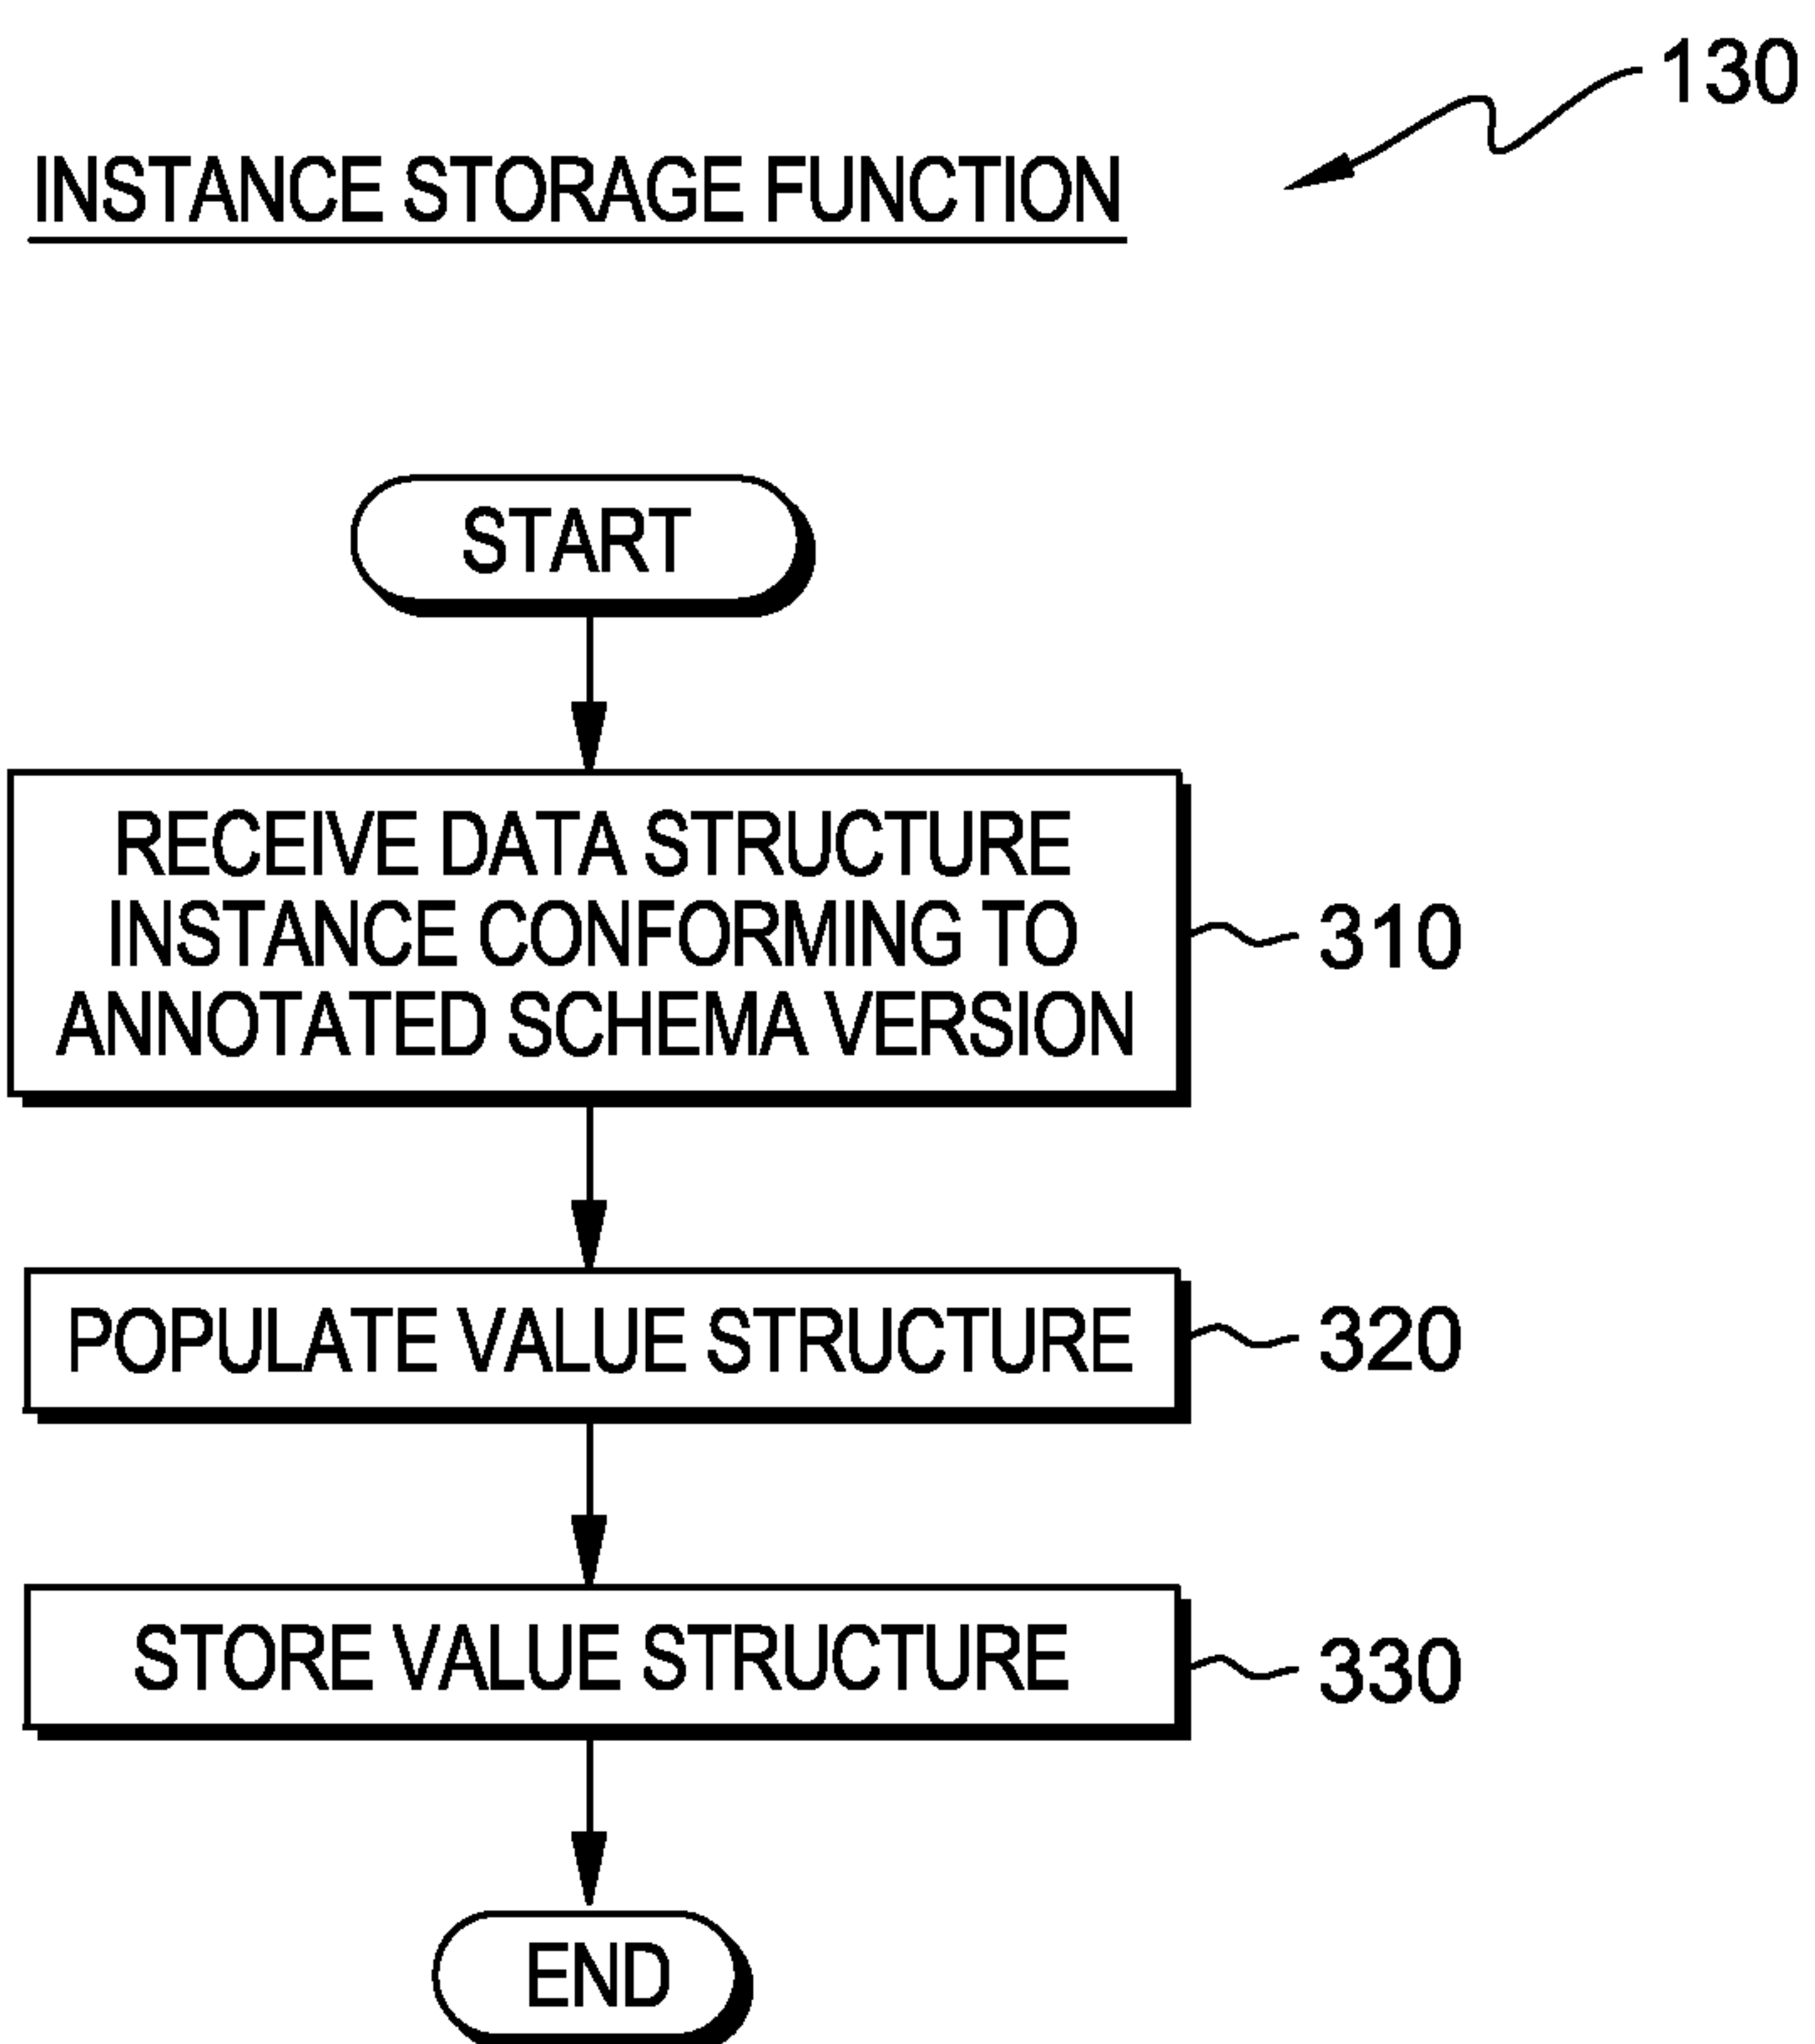 130
INSTANCE STORAGE FUNCTION
START
RECEIVE DATA STRUCTURE
INSTANCE CONFORMING TO
ANNOTATED SCHEMA VERSION
310
POPULATE VALUE STRUCTURE
320
STORE VALUE STRUCTURE
330
END